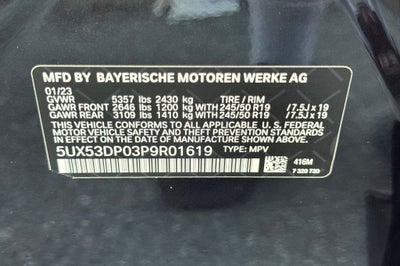 MFD BY BAYERISCHE MOTOREN WERKE AG
01/23
GVWR 5357 lbs 2430 kg TIRE / RIM
GAWR FRONT 2646 lbs 1200 kg WITH 245/50 R19 /7.5J x 19
GAWR REAR 3109 lbs 1410 kg WITH 245/50 R19 /7.5J x 19
THIS VEHICLE CONFORMS TO ALL APPLICABLE U.S. FEDERAL
MOTOR VEHICLE SAFETY AND THEFT PREVENTION STANDARDS
IN EFFECT ON THE DATE OF MANUFACTURE SHOWN ABOVE.
5UX53DP03P9R01619 TYPE: MPV
416M
7 320 730